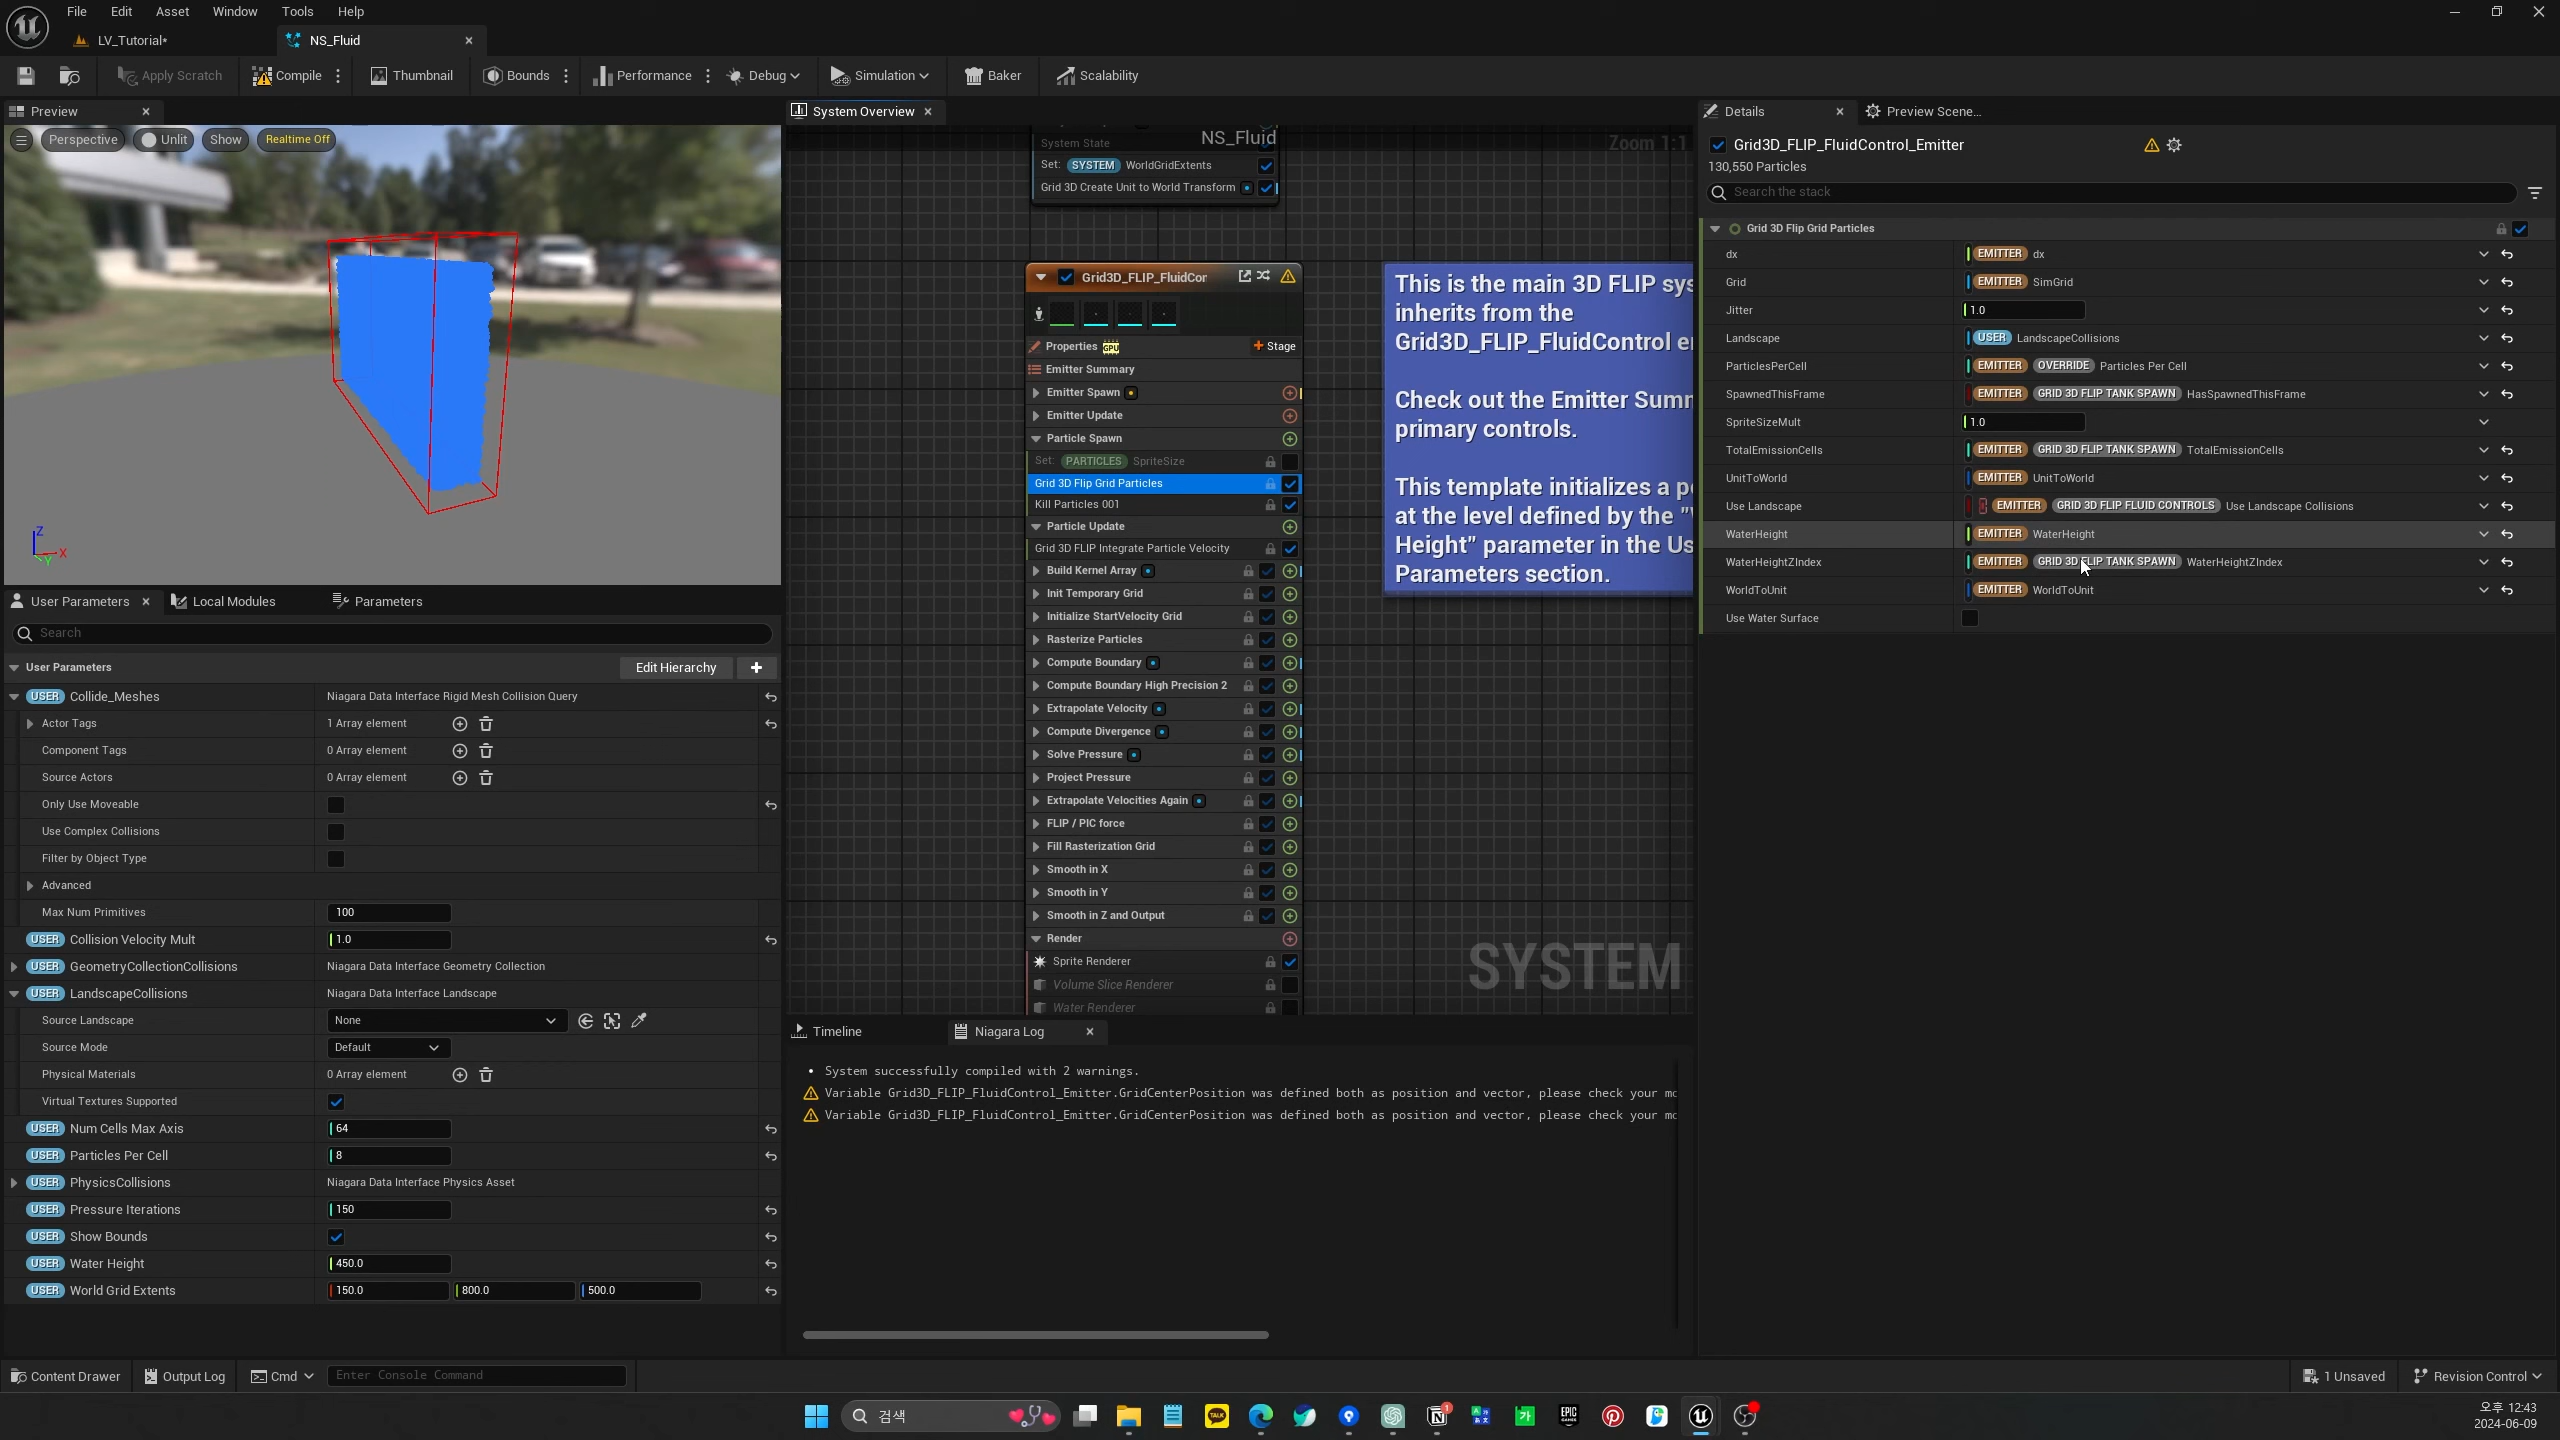 File Edit Asset Window Tools Help
LV_Tutorial*
NS_Fluid
Apply Scratch
Compile
Thumbnail
Bounds
Performance
Debug
Simulation
Baker
Scalability
Preview
Perspective
Unlit
Show
Realtime Off
Z
X
Y
User Parameters
Local Modules
Parameters
Search
User Parameters
Edit Hierarchy
USER Collide_Meshes Niagara Data Interface Rigid Mesh Collision Query
Actor Tags 1 Array element
Component Tags 0 Array element
Source Actors 0 Array element
Only Use Moveable
Use Complex Collisions
Filter by Object Type
Advanced
Max Num Primitives 100
USER Collision Velocity Mult 1.0
USER GeometryCollectionCollisions Niagara Data Interface Geometry Collection
USER LandscapeCollisions Niagara Data Interface Landscape
Source Landscape None
Source Mode Default
Physical Materials 0 Array element
Virtual Textures Supported
USER Num Cells Max Axis 64
USER Particles Per Cell 8
USER PhysicsCollisions Niagara Data Interface Physics Asset
USER Pressure Iterations 150
USER Show Bounds
USER Water Height 450.0
USER World Grid Extents 150.0 800.0 500.0
System Overview
NS_Fluid
Zoom 1:1
System State
Set: SYSTEM WorldGridExtents
Grid 3D Create Unit to World Transform
Grid3D_FLIP_FluidCor
Properties GPU
Stage
Emitter Summary
Emitter Spawn
Emitter Update
Particle Spawn
Set: PARTICLES SpriteSize
Grid 3D Flip Grid Particles
Kill Particles 001
Particle Update
Grid 3D FLIP Integrate Particle Velocity
Build Kernel Array
Init Temporary Grid
Initialize StartVelocity Grid
Rasterize Particles
Compute Boundary
Compute Boundary High Precision 2
Extrapolate Velocity
Compute Divergence
Solve Pressure
Project Pressure
Extrapolate Velocities Again
FLIP / PIC force
Fill Rasterization Grid
Smooth in X
Smooth in Y
Smooth in Z and Output
Render
Sprite Renderer
Volume Slice Renderer
Water Renderer
This is the main 3D FLIP sys
inherits from the
Grid3D_FLIP_FluidControl e
Check out the Emitter Summ
primary controls.
This template initializes a p
at the level defined by the "
Height" parameter in the Us
Parameters section.
SYSTEM
Timeline
Niagara Log
System successfully compiled with 2 warnings.
Variable Grid3D_FLIP_FluidControl_Emitter.GridCenterPosition was defined both as position and vector, please check your mo
Variable Grid3D_FLIP_FluidControl_Emitter.GridCenterPosition was defined both as position and vector, please check your mo
Details
Preview Scene...
Grid3D_FLIP_FluidControl_Emitter
130,550 Particles
Search the stack
Grid 3D Flip Grid Particles
dx EMITTER dx
Grid EMITTER SimGrid
Jitter 1.0
Landscape USER LandscapeCollisions
ParticlesPerCell EMITTER OVERRIDE Particles Per Cell
SpawnedThisFrame EMITTER GRID 3D FLIP TANK SPAWN HasSpawnedThisFrame
SpriteSizeMult 1.0
TotalEmissionCells EMITTER GRID 3D FLIP TANK SPAWN TotalEmissionCells
UnitToWorld EMITTER UnitToWorld
Use Landscape EMITTER GRID 3D FLIP FLUID CONTROLS Use Landscape Collisions
WaterHeight EMITTER WaterHeight
WaterHeightZIndex EMITTER GRID 3D FLIP TANK SPAWN WaterHeightZIndex
WorldToUnit EMITTER WorldToUnit
Use Water Surface
Content Drawer
Output Log
Cmd
Enter Console Command
1 Unsaved
Revision Control
검색
TALK
EPIC GAMES
오후 12:43
2024-06-09